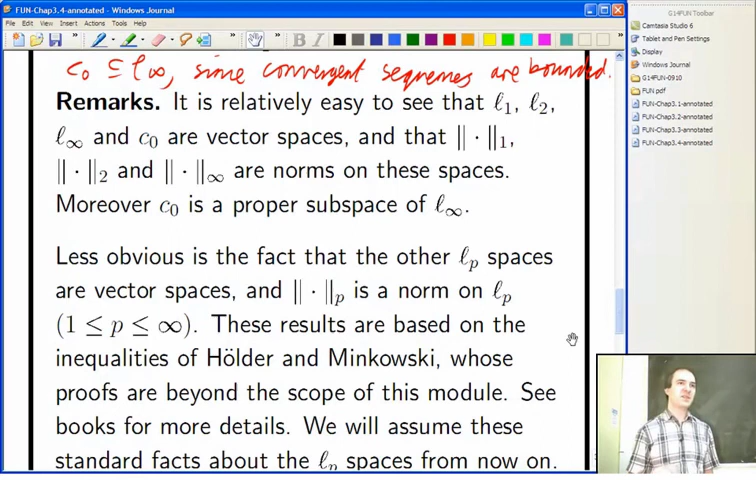 FUN-Chap3.4-annotated - Windows Journal
File Edit View Insert Actions Tools Help
B I
c₀ ⊆ ℓ∞, since convergent sequences are bounded.
Remarks. It is relatively easy to see that ℓ₁, ℓ₂,
ℓ∞ and c₀ are vector spaces, and that ‖ · ‖₁,
‖ · ‖₂ and ‖ · ‖∞ are norms on these spaces.
Moreover c₀ is a proper subspace of ℓ∞.
Less obvious is the fact that the other ℓₚ spaces
are vector spaces, and ‖ · ‖ₚ is a norm on ℓₚ
(1 ≤ p ≤ ∞). These results are based on the
inequalities of Hölder and Minkowski, whose
proofs are beyond the scope of this module. See
books for more details. We will assume these
standard facts about the ℓₚ spaces from now on.
G14FUN Toolbar
Camtasia Studio 6
Tablet and Pen Settings
Display
Windows Journal
G14FUN-0910
FUN pdf
FUN-Chap3.1-annotated
FUN-Chap3.2-annotated
FUN-Chap3.3-annotated
FUN-Chap3.4-annotated